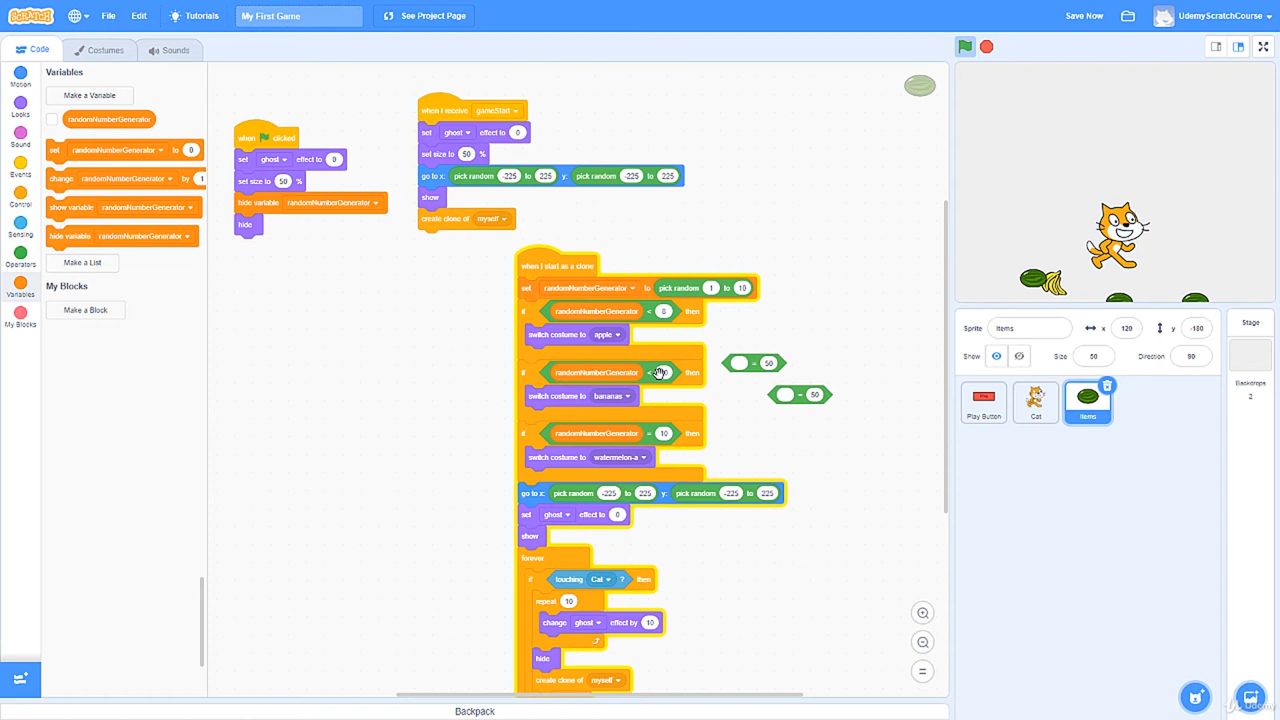 SCRATCH File Edit Tutorials My First Game See Project Page Save Now UdemyScratchCourse
Code Costumes Sounds
Motion
Looks
Sound
Events
Control
Sensing
Operators
Variables
My Blocks
Variables
Make a Variable
randomNumberGenerator
set randomNumberGenerator to 0
change randomNumberGenerator by 1
show variable randomNumberGenerator
hide variable randomNumberGenerator
Make a List
My Blocks
Make a Block
when clicked
set ghost effect to 0
set size to 50 %
hide variable randomNumberGenerator
hide
when I receive gameStart
set ghost effect to 0
set size to 50 %
go to x: pick random -225 to 225 y: pick random -225 to 225
show
create clone of myself
when I start as a clone
set randomNumberGenerator to pick random 1 to 10
if randomNumberGenerator < 8 then
switch costume to apple
if randomNumberGenerator < then
switch costume to bananas
if randomNumberGenerator = 10 then
switch costume to watermelon-a
go to x: pick random -225 to 225 y: pick random -225 to 225
set ghost effect to 0
show
forever
if touching Cat ? then
repeat 10
change ghost effect by 10
hide
create clone of myself
= 50
= 50
Sprite Items x 120 y -180
Show Size 50 Direction 90
Play Button
Cat
Items
Stage
Backdrops
2
Backpack
Udemy